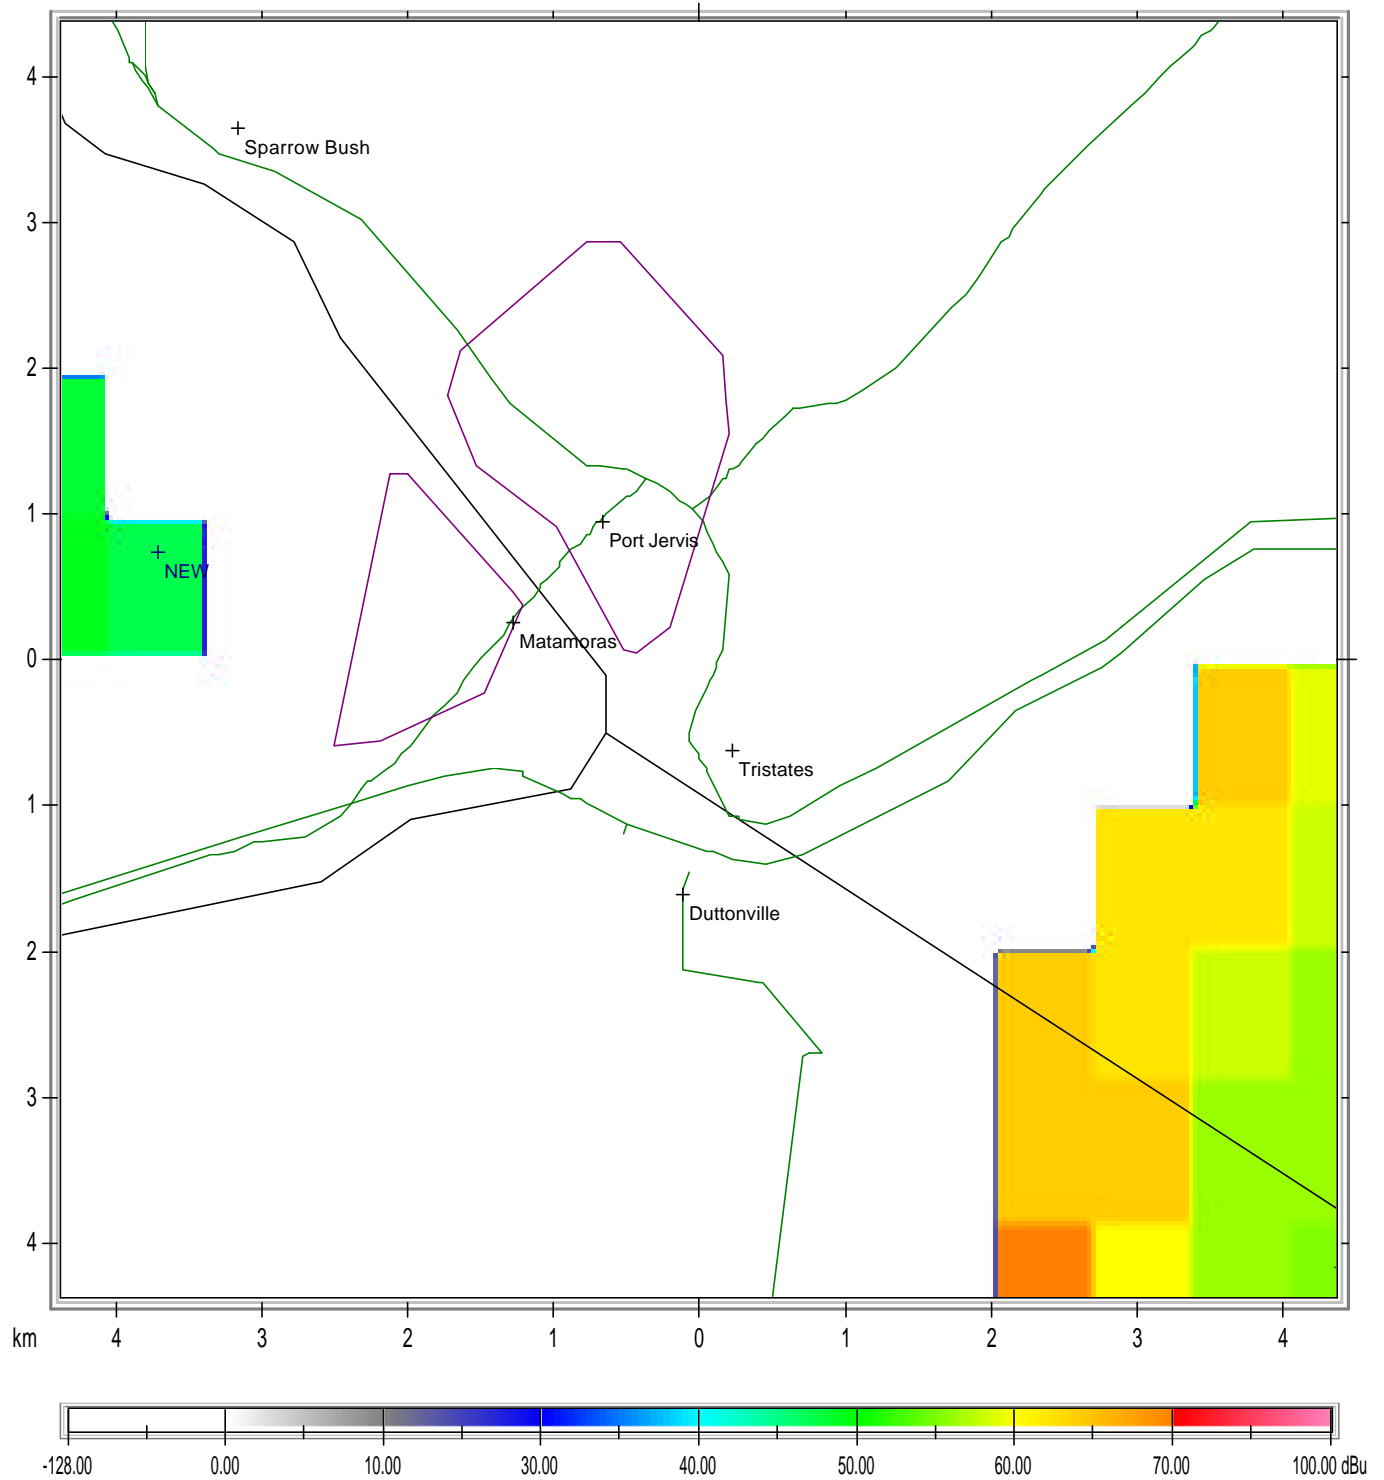 4
Sparrow Bush
3
2
1
Port Jervis
NEW
Matamoras
0
Tristates
1
Duttonville
2
3
4
km 4 3 2 1 0 1 2 3 4
-128.00 0.00 10.00 30.00 40.00 50.00 60.00 70.00 100.00 dBu